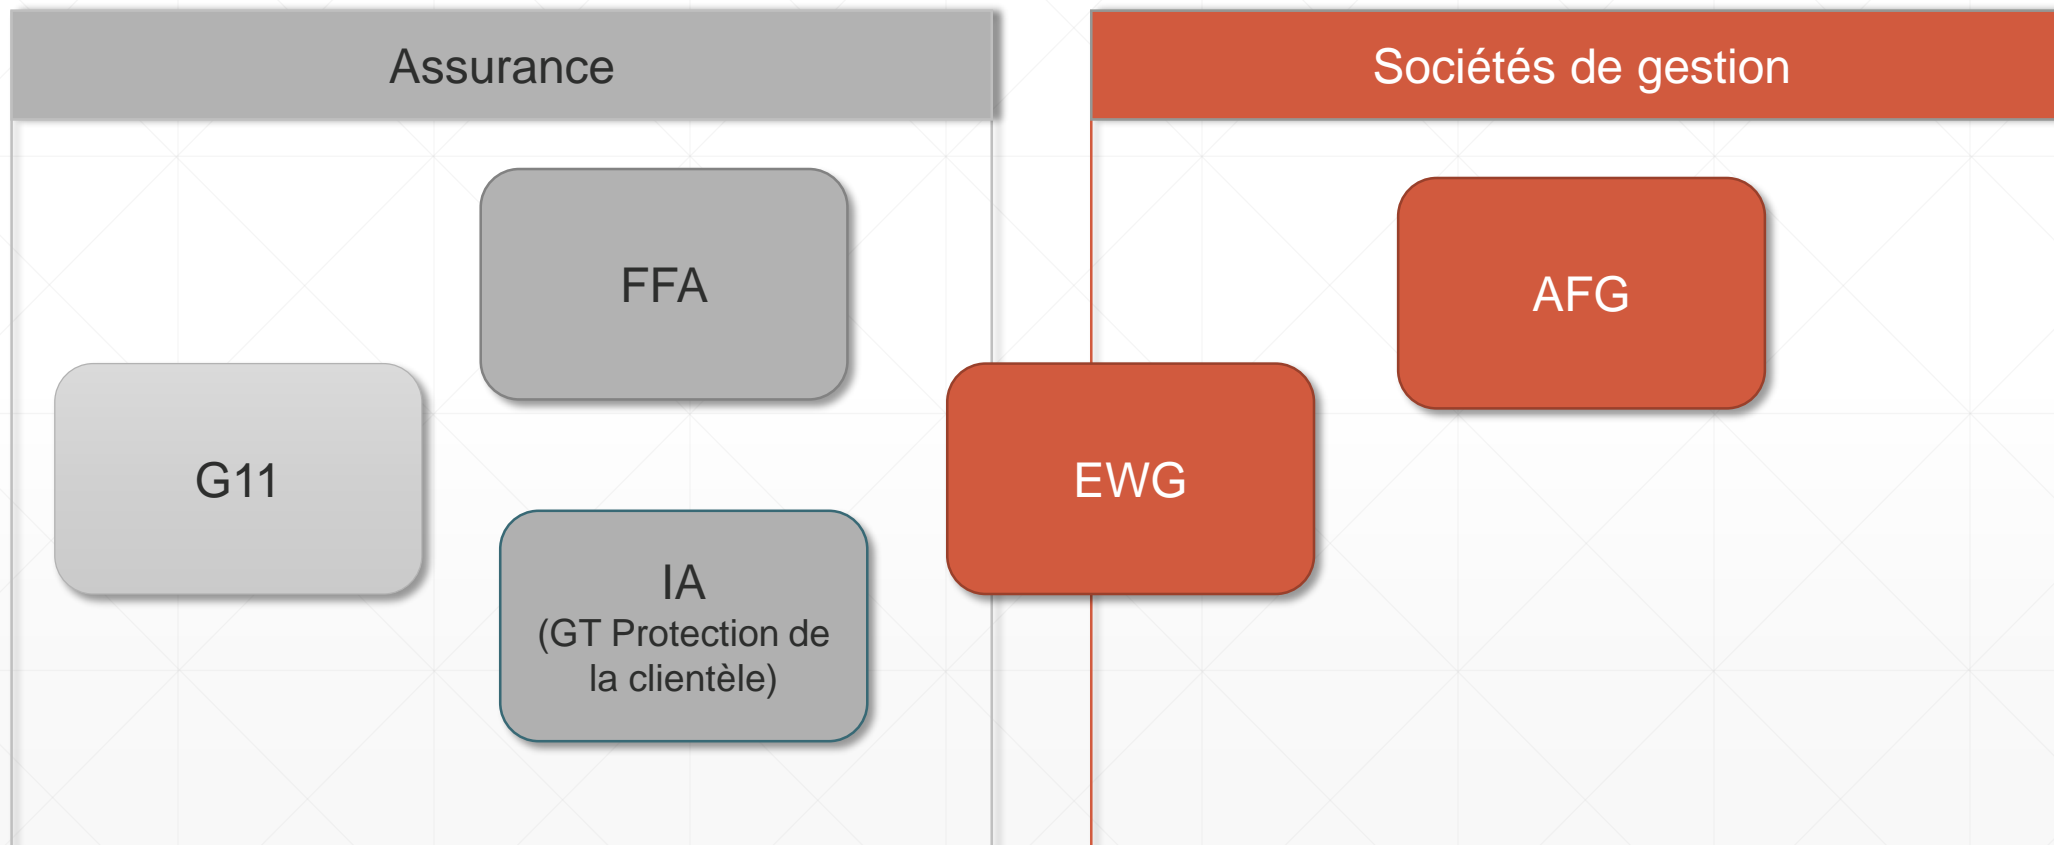 Assurance
Sociétés de gestion
FFA
AFG
G11
EWG
IA
(GT Protection de
la clientèle)